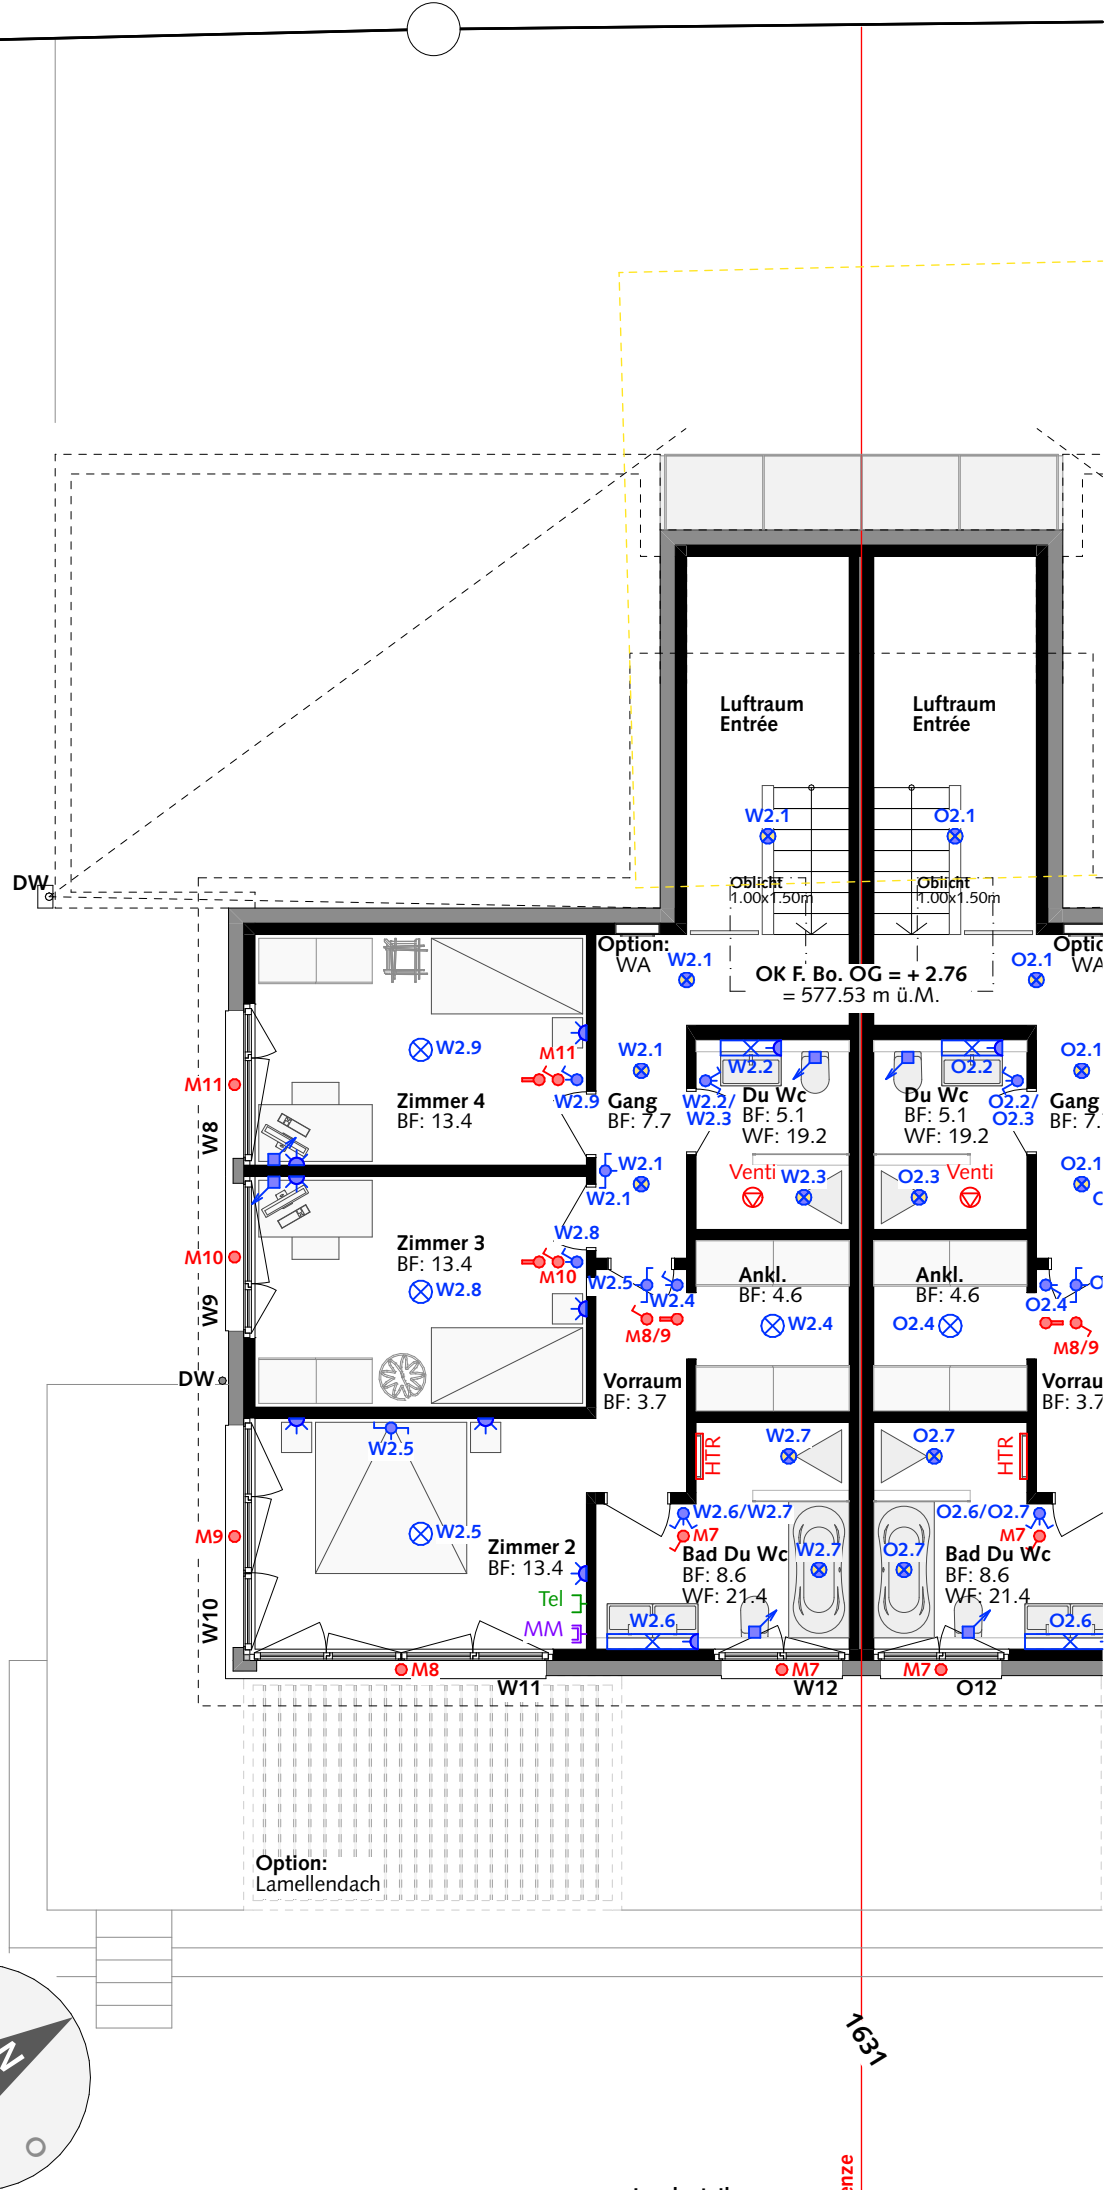 Luftraum
Entrée
Luftraum
Entrée
W2.1
O2.1
DW
Oblicht
1.00x1.50m
Oblicht
1.00x1.50m
Option:
WA
W2.1
OK F. Bo. OG = + 2.76
= 577.53 m ü.M.
O2.1
WA
W2.9
M11
W2.1
W2.2
O2.2
O2.1
M11
W8
Zimmer 4
BF: 13.4
W2.9
Gang
BF: 7.7
W2.2/
W2.3
Du Wc
BF: 5.1
WF: 19.2
Du Wc
BF: 5.1
WF: 19.2
O2.2/
O2.3
Gang
W2.1
W2.1
Venti
W2.3
O2.3
Venti
O2.1
M10
W9
Zimmer 3
BF: 13.4
W2.8
W2.8
M10
W2.5
W2.4
M8/9
Ankl.
BF: 4.6
W2.4
Ankl.
BF: 4.6
O2.4
O2.4
M8/9
DW
Vorraum
BF: 3.7
BF: 3.7
W2.5
HTR
W2.7
O2.7
HTR
M9
W10
W2.5
Zimmer 2
BF: 13.4
Tel
MM
W2.6/W2.7
M7
Bad Du Wc
BF: 8.6
WF: 21.4
W2.7
O2.7
O2.6/O2.7
M7
Bad Du Wc
BF: 8.6
WF: 21.4
W2.6
O2.6
M8
W11
M7
W12
M7
O12
Option:
Lamellendach
N
1631